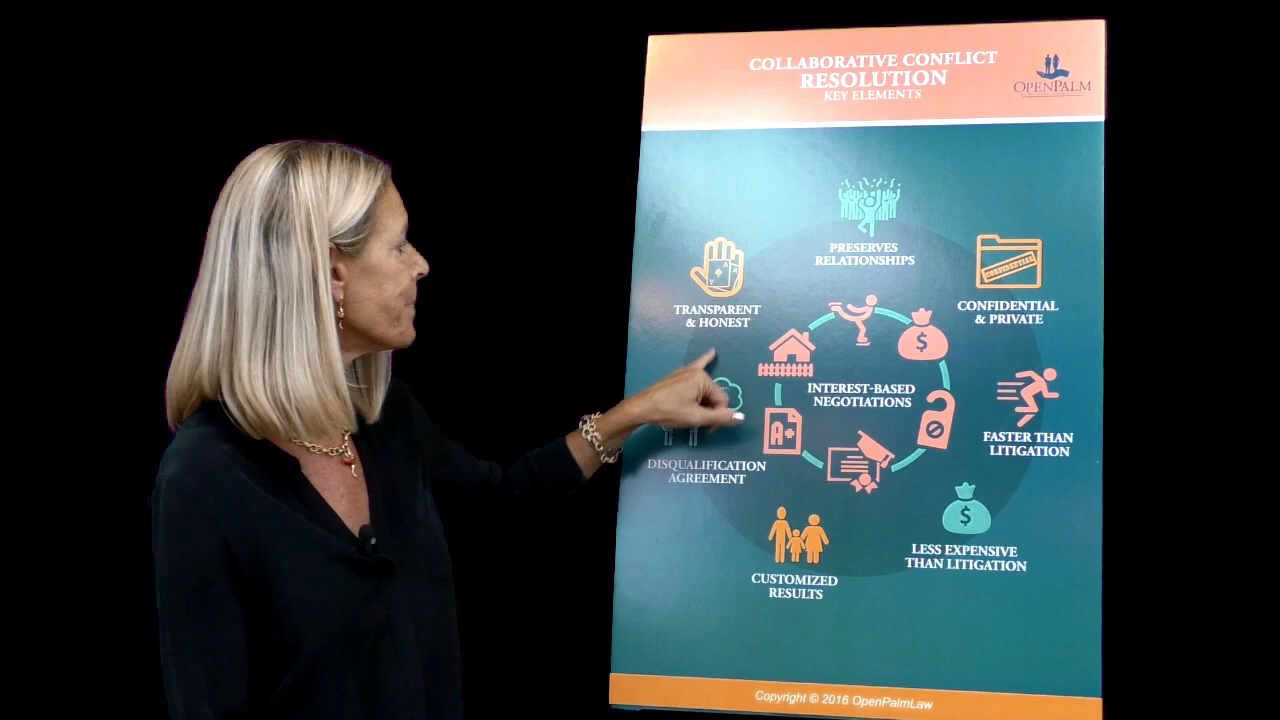 COLLABORATIVE CONFLICT
RESOLUTION
KEY ELEMENTS
OPENPALM
PRESERVES
RELATIONSHIPS
TRANSPARENT
& HONEST
CONFIDENTIAL
CONFIDENTIAL
& PRIVATE
$
INTEREST-BASED
NEGOTIATIONS
A+
FASTER THAN
LITIGATION
DISQUALIFICATION
AGREEMENT
$
LESS EXPENSIVE
THAN LITIGATION
CUSTOMIZED
RESULTS
Copyright © 2016 OpenPalmLaw